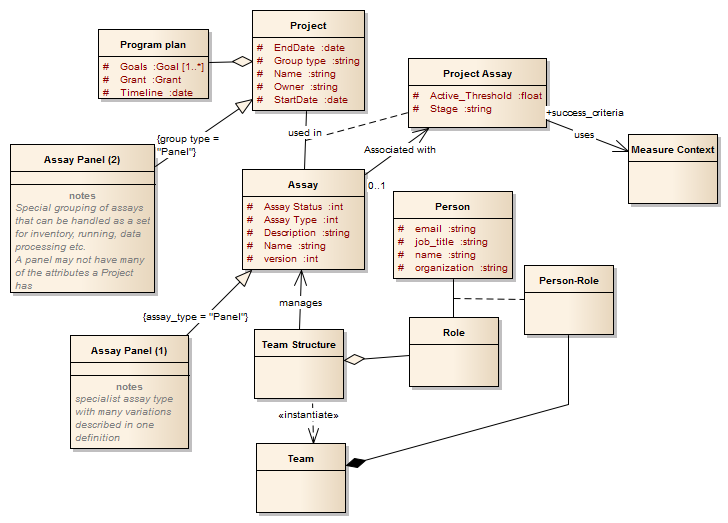 Project
# EndDate :date
# Group type :string
# Name :string
# Owner :string
# StartDate :date
Program plan
# Goals :Goal [1..*]
# Grant :Grant
# Timeline :date
Project Assay
# Active_Threshold :float
# Stage :string
+success_criteria
uses
Measure Context
used in
{group type =
"Panel"}
Associated with
0..1
Assay Panel (2)
notes
Special grouping of assays
that can be handled as a set
for inventory, running, data
processing etc.
A panel may not have many
of the attributes a Project
has
Assay
# Assay Status :int
# Assay Type :int
# Description :string
# Name :string
# version :int
Person
# email :string
# job_title :string
# name :string
# organization :string
Person-Role
manages
{assay_type = "Panel"}
Team Structure
Role
Assay Panel (1)
notes
specialist assay type
with many variations
described in one
definition
«instantiate»
Team